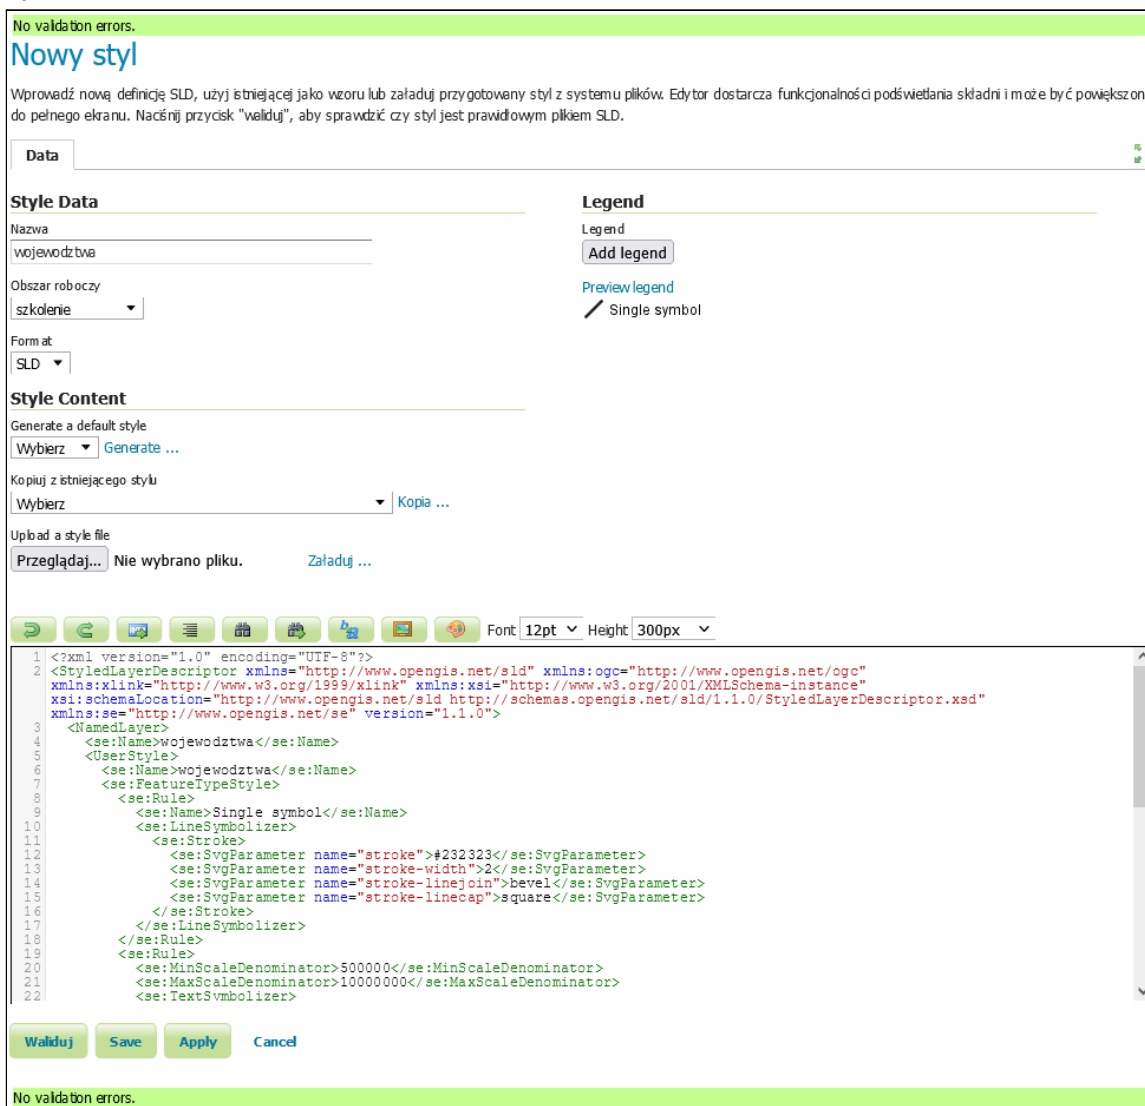 No validation errors.
Nowy styl
Wprowadź nową definicję SLD, użyj istniejącej jako wzoru lub załaduj przygotowany styl z systemu plików. Edytor dostarcza funkcjonalności podświetlania składni i może być powiększon
do pełnego ekranu. Naciśnij przycisk "waliduj", aby sprawdzić czy styl jest prawidłowym plikiem SLD.
Data
Style Data
Nazwa
wojewodztwa
Obszar roboczy
szkolenie
Format
SLD
Legend
Legend
Add legend
Preview legend
Single symbol
Style Content
Generate a default style
Wybierz Generate ...
Kopiuj z istniejącego stylu
Wybierz Kopia ...
Upload a style file
Przeglądaj... Nie wybrano pliku. Załaduj ...
Font 12pt Height 300px
1 <?xml version="1.0" encoding="UTF-8"?>
2 <StyledLayerDescriptor xmlns="http://www.opengis.net/sld" xmlns:ogc="http://www.opengis.net/ogc"
xmlns:xlink="http://www.w3.org/1999/xlink" xmlns:xsi="http://www.w3.org/2001/XMLSchema-instance"
xsi:schemaLocation="http://www.opengis.net/sld http://schemas.opengis.net/sld/1.1.0/StyledLayerDescriptor.xsd"
xmlns:se="http://www.opengis.net/se" version="1.1.0">
3 <NamedLayer>
4 <se:Name>wojewodztwa</se:Name>
5 <UserStyle>
6 <se:Name>wojewodztwa</se:Name>
7 <se:FeatureTypeStyle>
8 <se:Rule>
9 <se:Name>Single symbol</se:Name>
10 <se:LineSymbolizer>
11 <se:Stroke>
12 <se:SvgParameter name="stroke">#232323</se:SvgParameter>
13 <se:SvgParameter name="stroke-width">2</se:SvgParameter>
14 <se:SvgParameter name="stroke-linejoin">bevel</se:SvgParameter>
15 <se:SvgParameter name="stroke-linecap">square</se:SvgParameter>
16 </se:Stroke>
17 </se:LineSymbolizer>
18 </se:Rule>
19 <se:Rule>
20 <se:MinScaleDenominator>500000</se:MinScaleDenominator>
21 <se:MaxScaleDenominator>10000000</se:MaxScaleDenominator>
22 <se:TextSymbolizer>
Waliduj Save Apply Cancel
No validation errors.